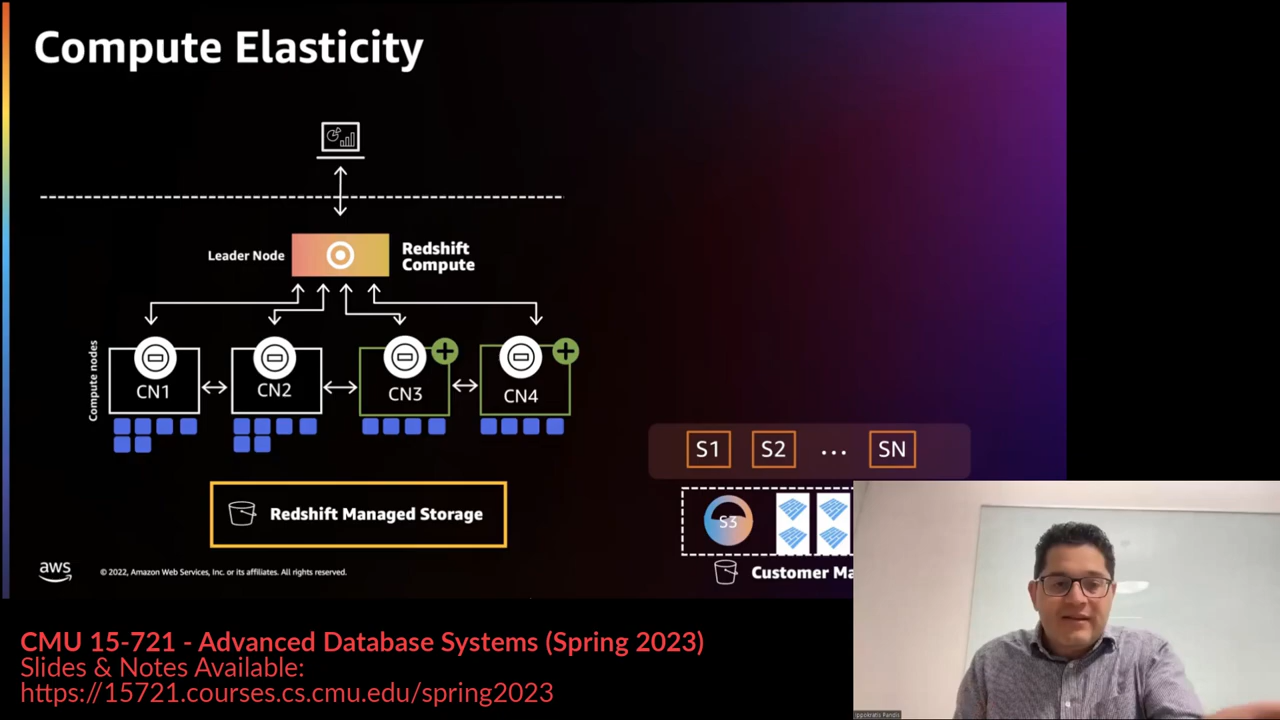 Compute Elasticity
Leader Node
Redshift
Compute
Compute nodes
CN1
CN2
CN3
CN4
S1
S2
...
SN
Redshift Managed Storage
S3
Customer Ma
aws
© 2022, Amazon Web Services, Inc. or its affiliates. All rights reserved.
CMU 15-721 - Advanced Database Systems (Spring 2023)
Slides & Notes Available:
https://15721.courses.cs.cmu.edu/spring2023
Ippokratis Pandis